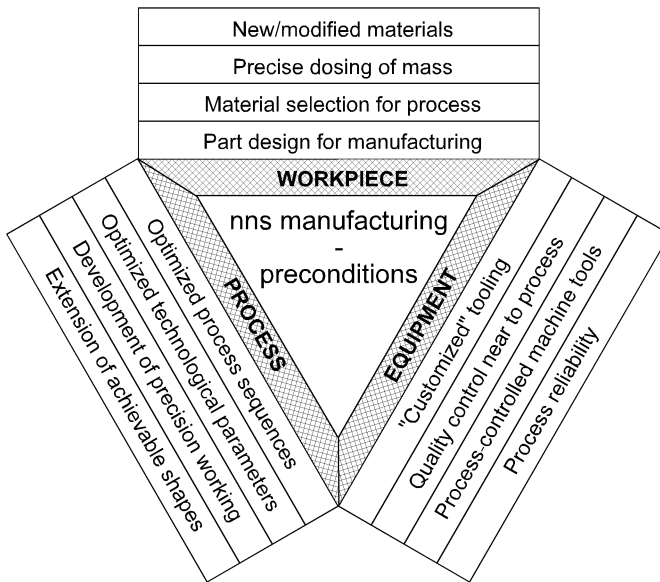 New/modified materials
Precise dosing of mass
Material selection for process
Part design for manufacturing
WORKPIECE
nns manufacturing
-
preconditions
PROCESS
Optimized process sequences
Optimized technological parameters
Development of precision working
Extension of achievable shapes
EQUIPMENT
"Customized" tooling
Quality control near to process
Process-controlled machine tools
Process reliability